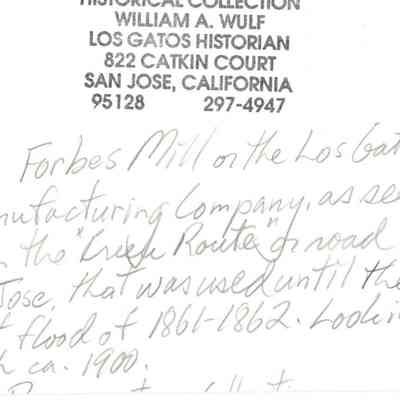 HISTORICAL COLLECTION
WILLIAM A. WULF
LOS GATOS HISTORIAN
822 CATKIN COURT
SAN JOSE, CALIFORNIA
95128 297-4947
Forbes Mill or the Los Gat
nufacturing Company, as see
the "Creek Route" or road
Jose, that was used until the
flood of 1861-1862. Lookin
ca. 1900.